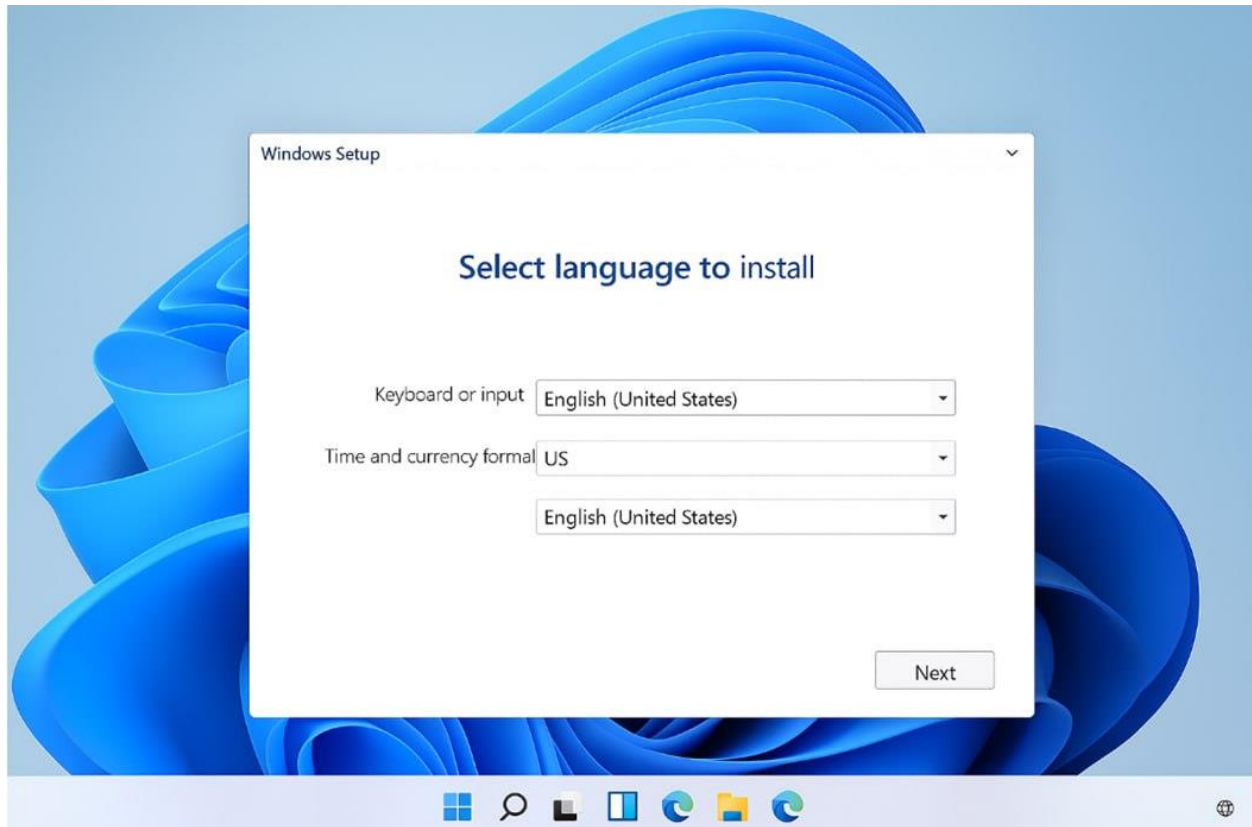 Windows Setup
Select language to install
Keyboard or input English (United States)
Time and currency formal US
English (United States)
Next